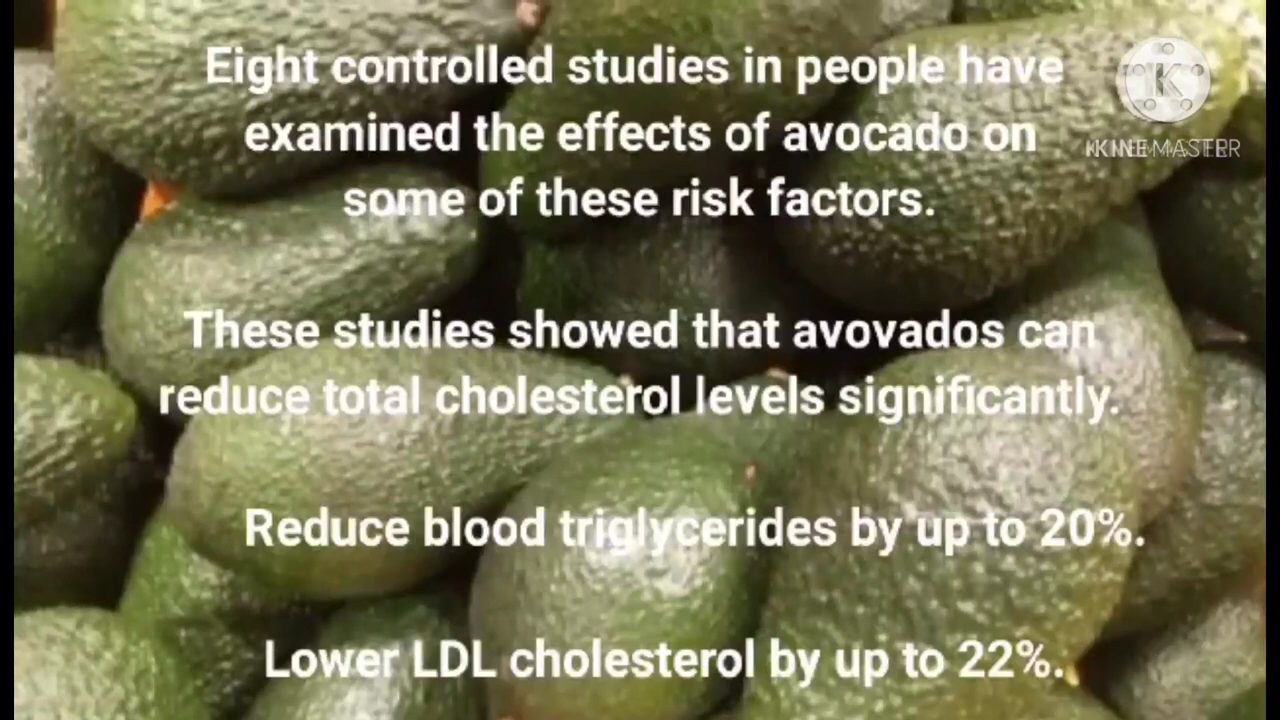 Eight controlled studies in people have
examined the effects of avocado on
some of these risk factors.
These studies showed that avovados can
reduce total cholesterol levels significantly.
Reduce blood triglycerides by up to 20%.
Lower LDL cholesterol by up to 22%.
K
KINEMASTER